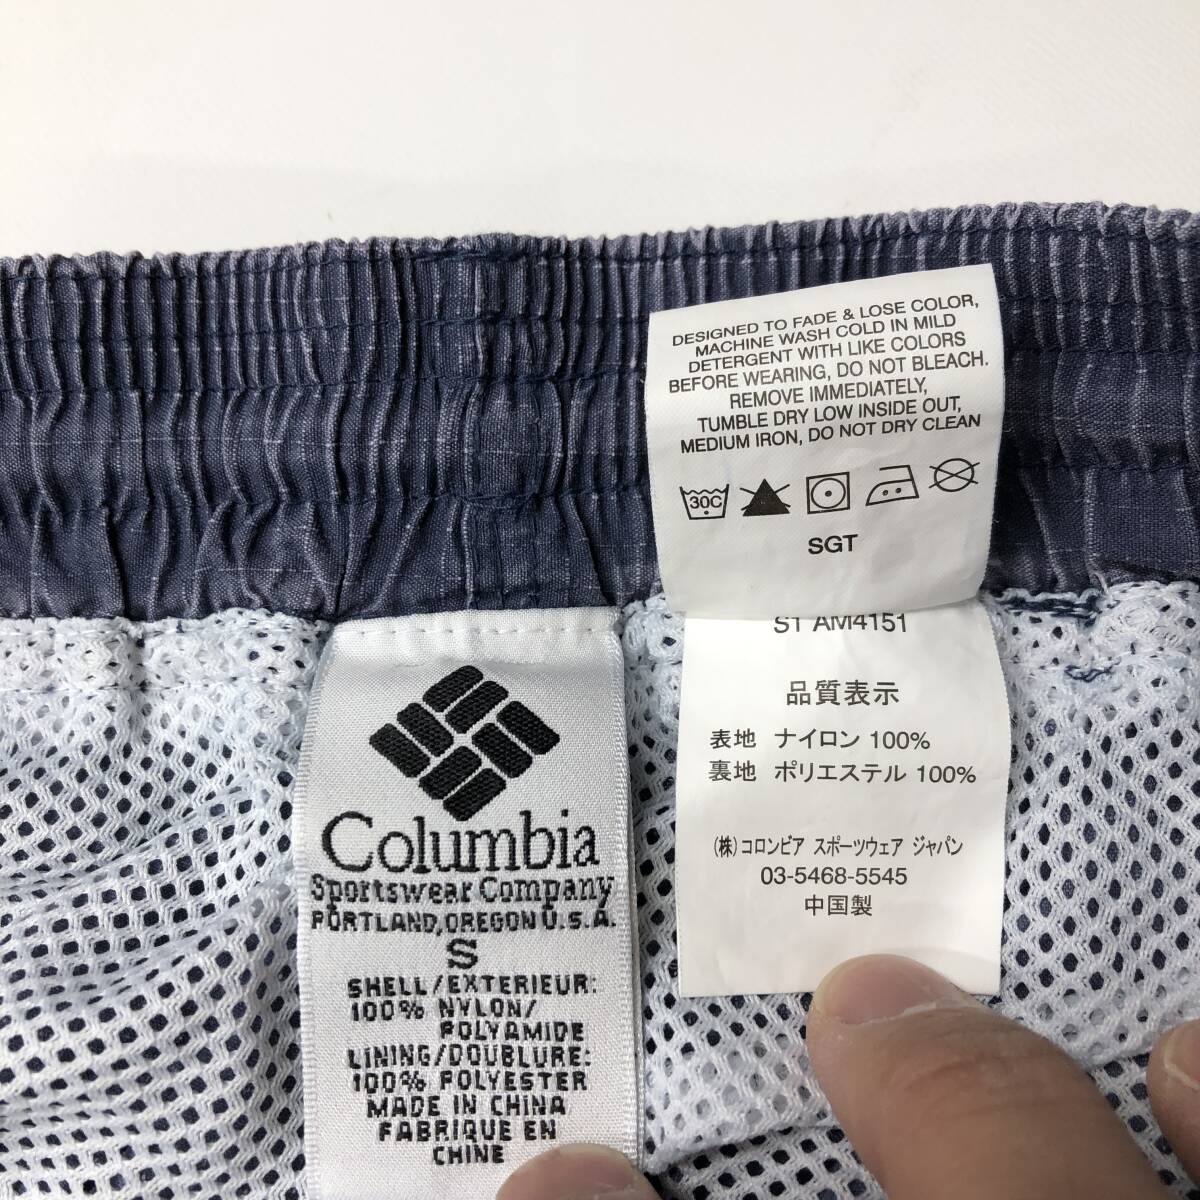 DESIGNED TO FADE & LOSE COLOR,
MACHINE WASH COLD IN MILD
DETERGENT WITH LIKE COLORS
BEFORE WEARING, DO NOT BLEACH.
REMOVE IMMEDIATELY,
TUMBLE DRY LOW INSIDE OUT,
MEDIUM IRON, DO NOT DRY CLEAN
30C
SGT
S1 AM4151
品質表示
表地 ナイロン 100%
裏地 ポリエステル 100%
(株)コロンビア スポーツウェア ジャパン
03-5468-5545
中国製
Columbia
Sportswear Company
PORTLAND, OREGON U.S.A.
S
SHELL/EXTERIEUR:
100% NYLON/
POLYAMIDE
LINING/DOUBLURE:
100% POLYESTER
MADE IN CHINA
FABRIQUE EN
CHINE